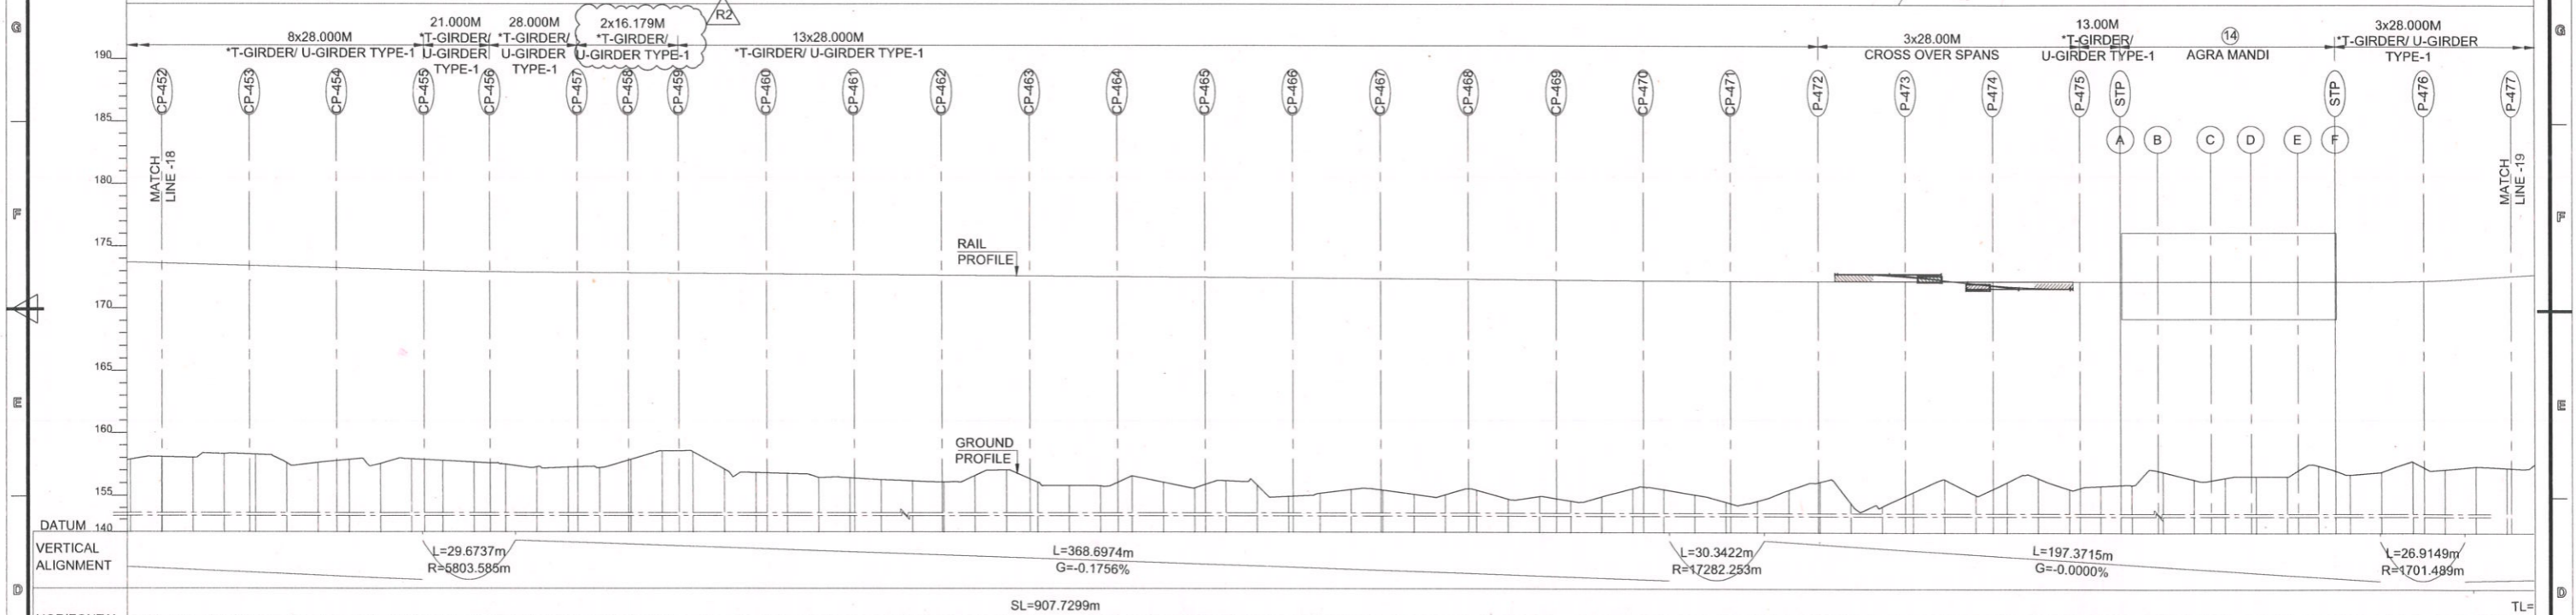 G
G
R2
8x28.000M
*T-GIRDER/ U-GIRDER TYPE-1
21.000M
*T-GIRDER/
U-GIRDER
TYPE-1
28.000M
*T-GIRDER/
U-GIRDER
TYPE-1
2x16.179M
*T-GIRDER/
U-GIRDER TYPE-1
13x28.000M
*T-GIRDER/ U-GIRDER TYPE-1
3x28.00M
CROSS OVER SPANS
13.00M
*T-GIRDER/
U-GIRDER TYPE-1
14
AGRA MANDI
3x28.000M
*T-GIRDER/ U-GIRDER
TYPE-1
190
CP-452
CP-453
CP-454
CP-455
CP-456
CP-457
CP-458
CP-459
CP-460
CP-461
CP-462
CP-463
CP-464
CP-465
CP-466
CP-467
CP-468
CP-469
CP-470
CP-471
P-472
P-473
P-474
P-475
STP
STP
P-476
P-477
185
A
B
C
D
E
F
MATCH
LINE -18
MATCH
LINE -19
180
F
F
175
RAIL
PROFILE
170
165
E
E
160
GROUND
PROFILE
155
DATUM 140
VERTICAL
ALIGNMENT
L=29.6737m
R=5803.585m
L=368.6974m
G=-0.1756%
L=30.3422m
R=17282.253m
L=197.3715m
G=-0.0000%
L=26.9149m
R=1701.489m
D
D
SL=907.7299m
TL=